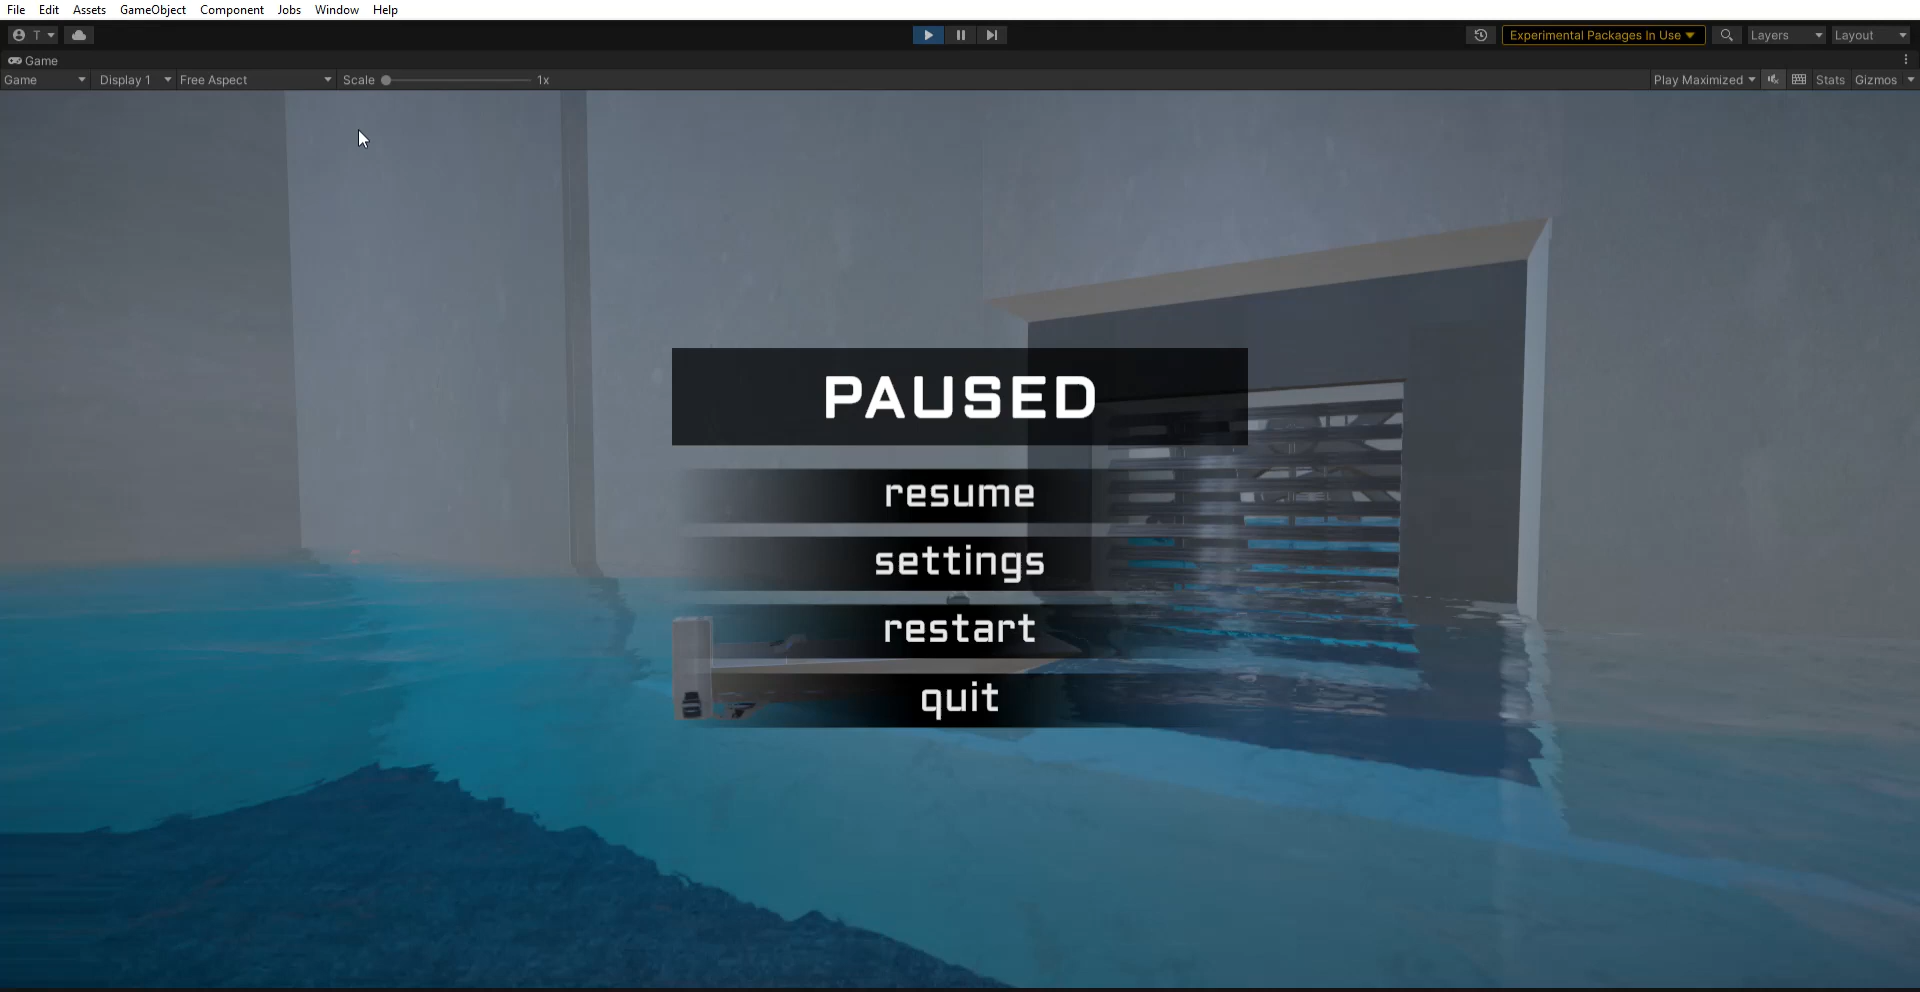 File Edit Assets GameObject Component Jobs Window Help
T Experimental Packages In Use Layers Layout
Game
Game Display 1 Free Aspect Scale 1x Play Maximized Stats Gizmos
PAUSED
resume
settings
restart
quit